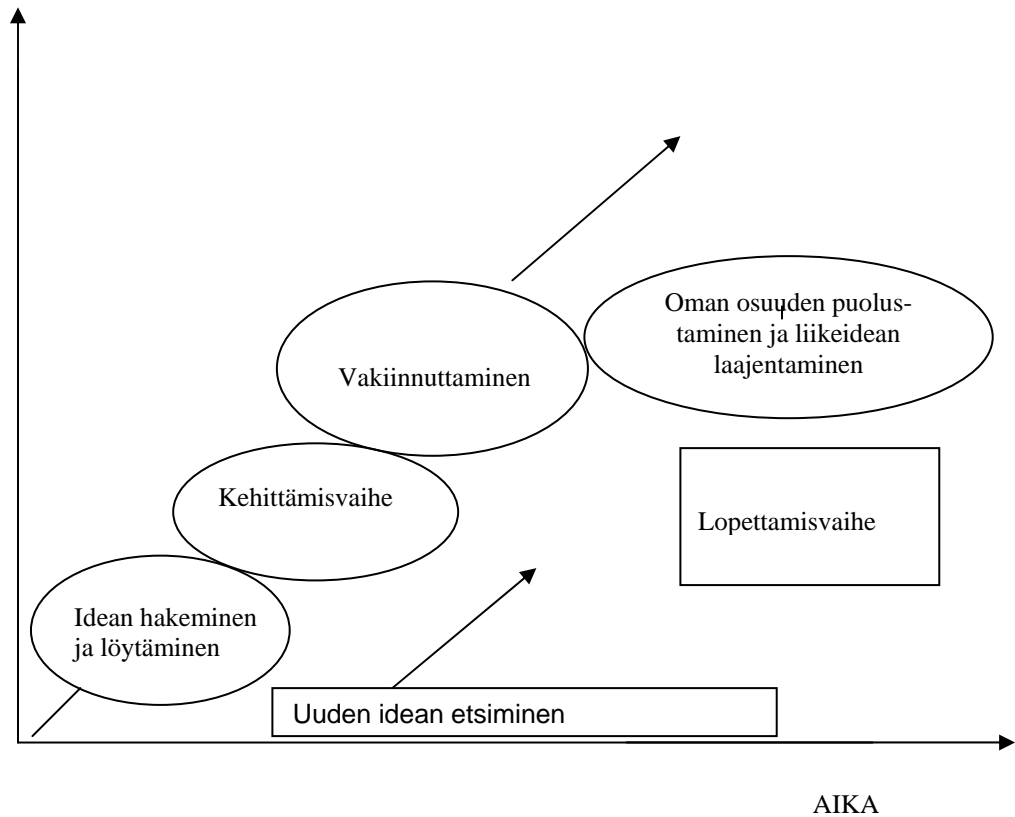 Oman osuuden puolus-
taminen ja liikeidean
laajentaminen
Vakiinnuttaminen
Kehittämisvaihe
Lopettamisvaihe
Idean hakeminen
ja löytäminen
Uuden idean etsiminen
AIKA